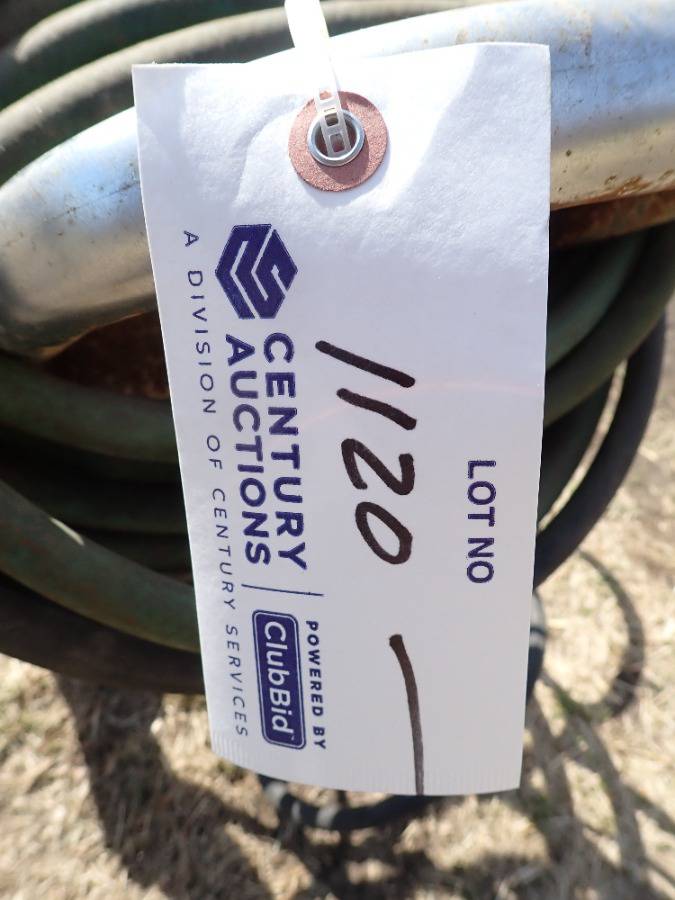 LOT NO
1120 —
CENTURY
AUCTIONS
A DIVISION OF CENTURY SERVICES
POWERED BY
ClubBid